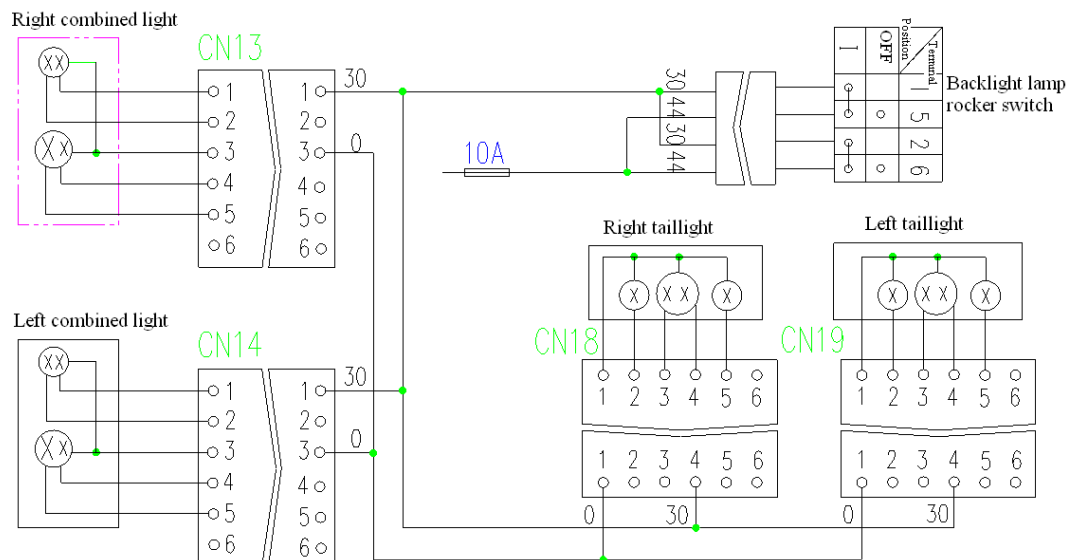 Right combined light
CN13
1 1 30
2 2
3 3 0
4 4
5 5
6 6
10A
30
44
30
44
Terminal
Position
OFF
I
1
5
2
6
Backlight lamp
rocker switch
Right taillight
Left taillight
Left combined light
CN14
1 1 30
2 2
3 3 0
4 4
5 5
6 6
CN18
1 2 3 4 5 6
1 2 3 4 5 6
0 30
CN19
1 2 3 4 5 6
1 2 3 4 5 6
0 30